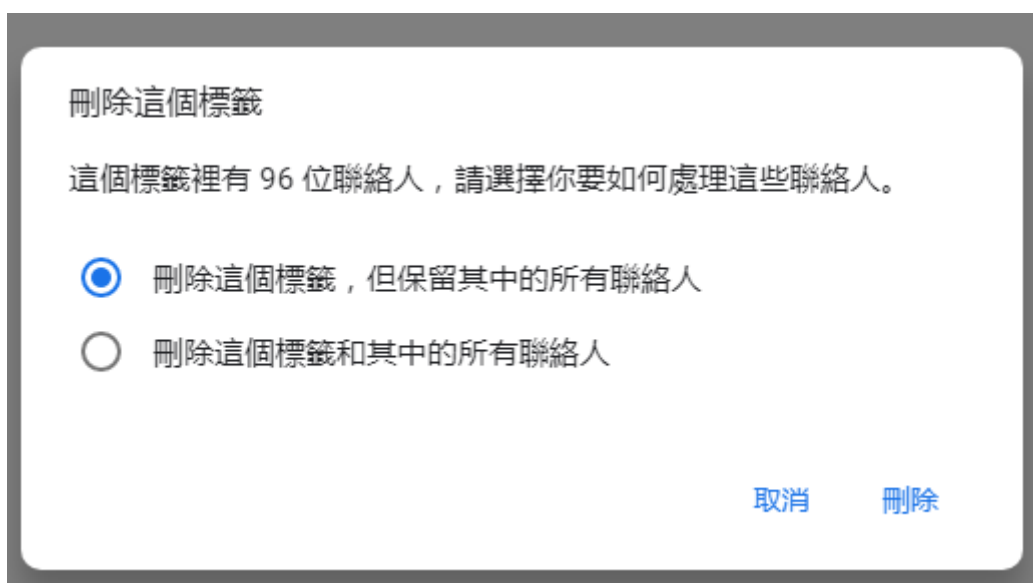 刪除這個標籤
這個標籤裡有 96 位聯絡人，請選擇你要如何處理這些聯絡人。
刪除這個標籤，但保留其中的所有聯絡人
刪除這個標籤和其中的所有聯絡人
取消 刪除